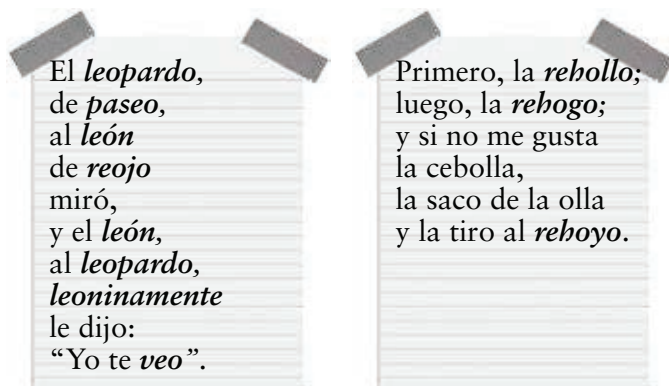 El leopardo,
de paseo,
al león
de reojo
miró,
y el león,
al leopardo,
leoninamente
le dijo:
“Yo te veo”.
Primero, la rehollo;
luego, la rehogo;
y si no me gusta
la cebolla,
la saco de la olla
y la tiro al rehoyo.